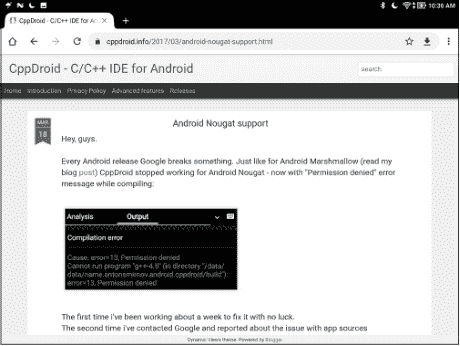 10:36 AM
CppDroid - C/C++ IDE for An
cppdroid.info/2017/03/android-nougat-support.html
CppDroid - C/C++ IDE for Android
search
Home Introduction Privacy Policy Advanced features Releases
MAR
18
Android Nougat support
Hey, guys.
Every Android release Google breaks something. Just like for Android Marshmallow (read my
blog post) CppDroid stopped working for Android Nougat - now with "Permission denied" error
message while compiling:
Analysis Output
Compilation error
Cause: error=13, Permission denied
Cannot run program "g++-4.8" (in directory "/data/
data/name.antonsmirnov.android.cppdroid/build"):
error=13, Permission denied
The first time i've been working about a week to fix it with no luck.
The second time i've contacted Google and reported about the issue with app sources
Dynamic Views theme. Powered by Blogger.